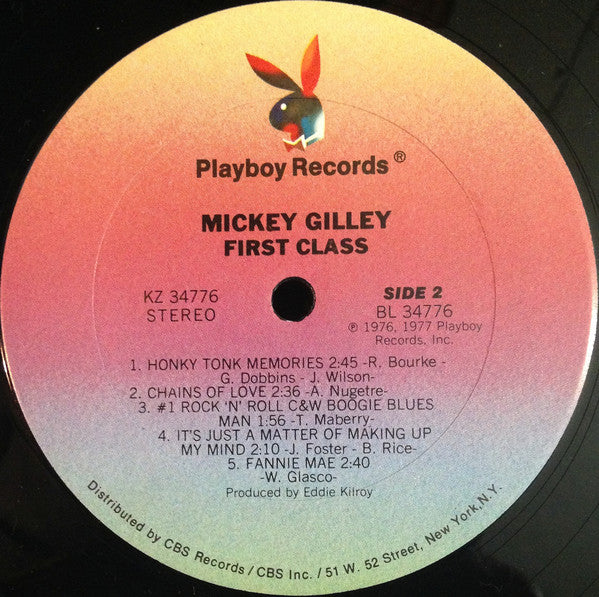 Playboy Records®
MICKEY GILLEY
FIRST CLASS
KZ 34776
STEREO
SIDE 2
BL 34776
℗ 1976, 1977 Playboy
Records, Inc.
1. HONKY TONK MEMORIES 2:45 -R. Bourke -
G. Dobbins - J. Wilson-
2. CHAINS OF LOVE 2:36 -A. Nugetre-
3. #1 ROCK 'N' ROLL C&W BOOGIE BLUES
MAN 1:56 -T. Maberry-
4. IT'S JUST A MATTER OF MAKING UP
MY MIND 2:10 -J. Foster - B. Rice-
5. FANNIE MAE 2:40
-W. Glasco-
Produced by Eddie Kilroy
Distributed by CBS Records / CBS Inc. / 51 W. 52 Street, New York, N.Y.